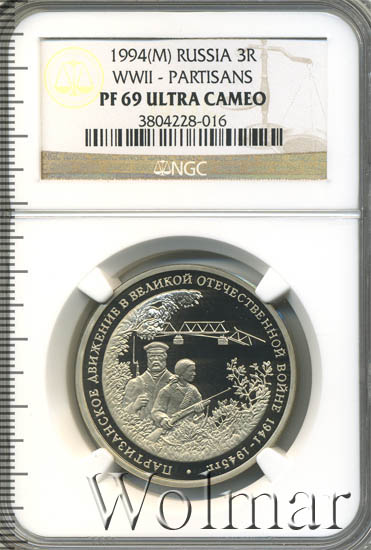 1994(M) RUSSIA 3R
WWII - PARTISANS
PF 69 ULTRA CAMEO
3804228-016
NGC
ПАРТИЗАНСКОЕ ДВИЖЕНИЕ В ВЕЛИКОЙ ОТЕЧЕСТВЕННОЙ ВОЙНЕ 1941-1945гг.
Wolmar